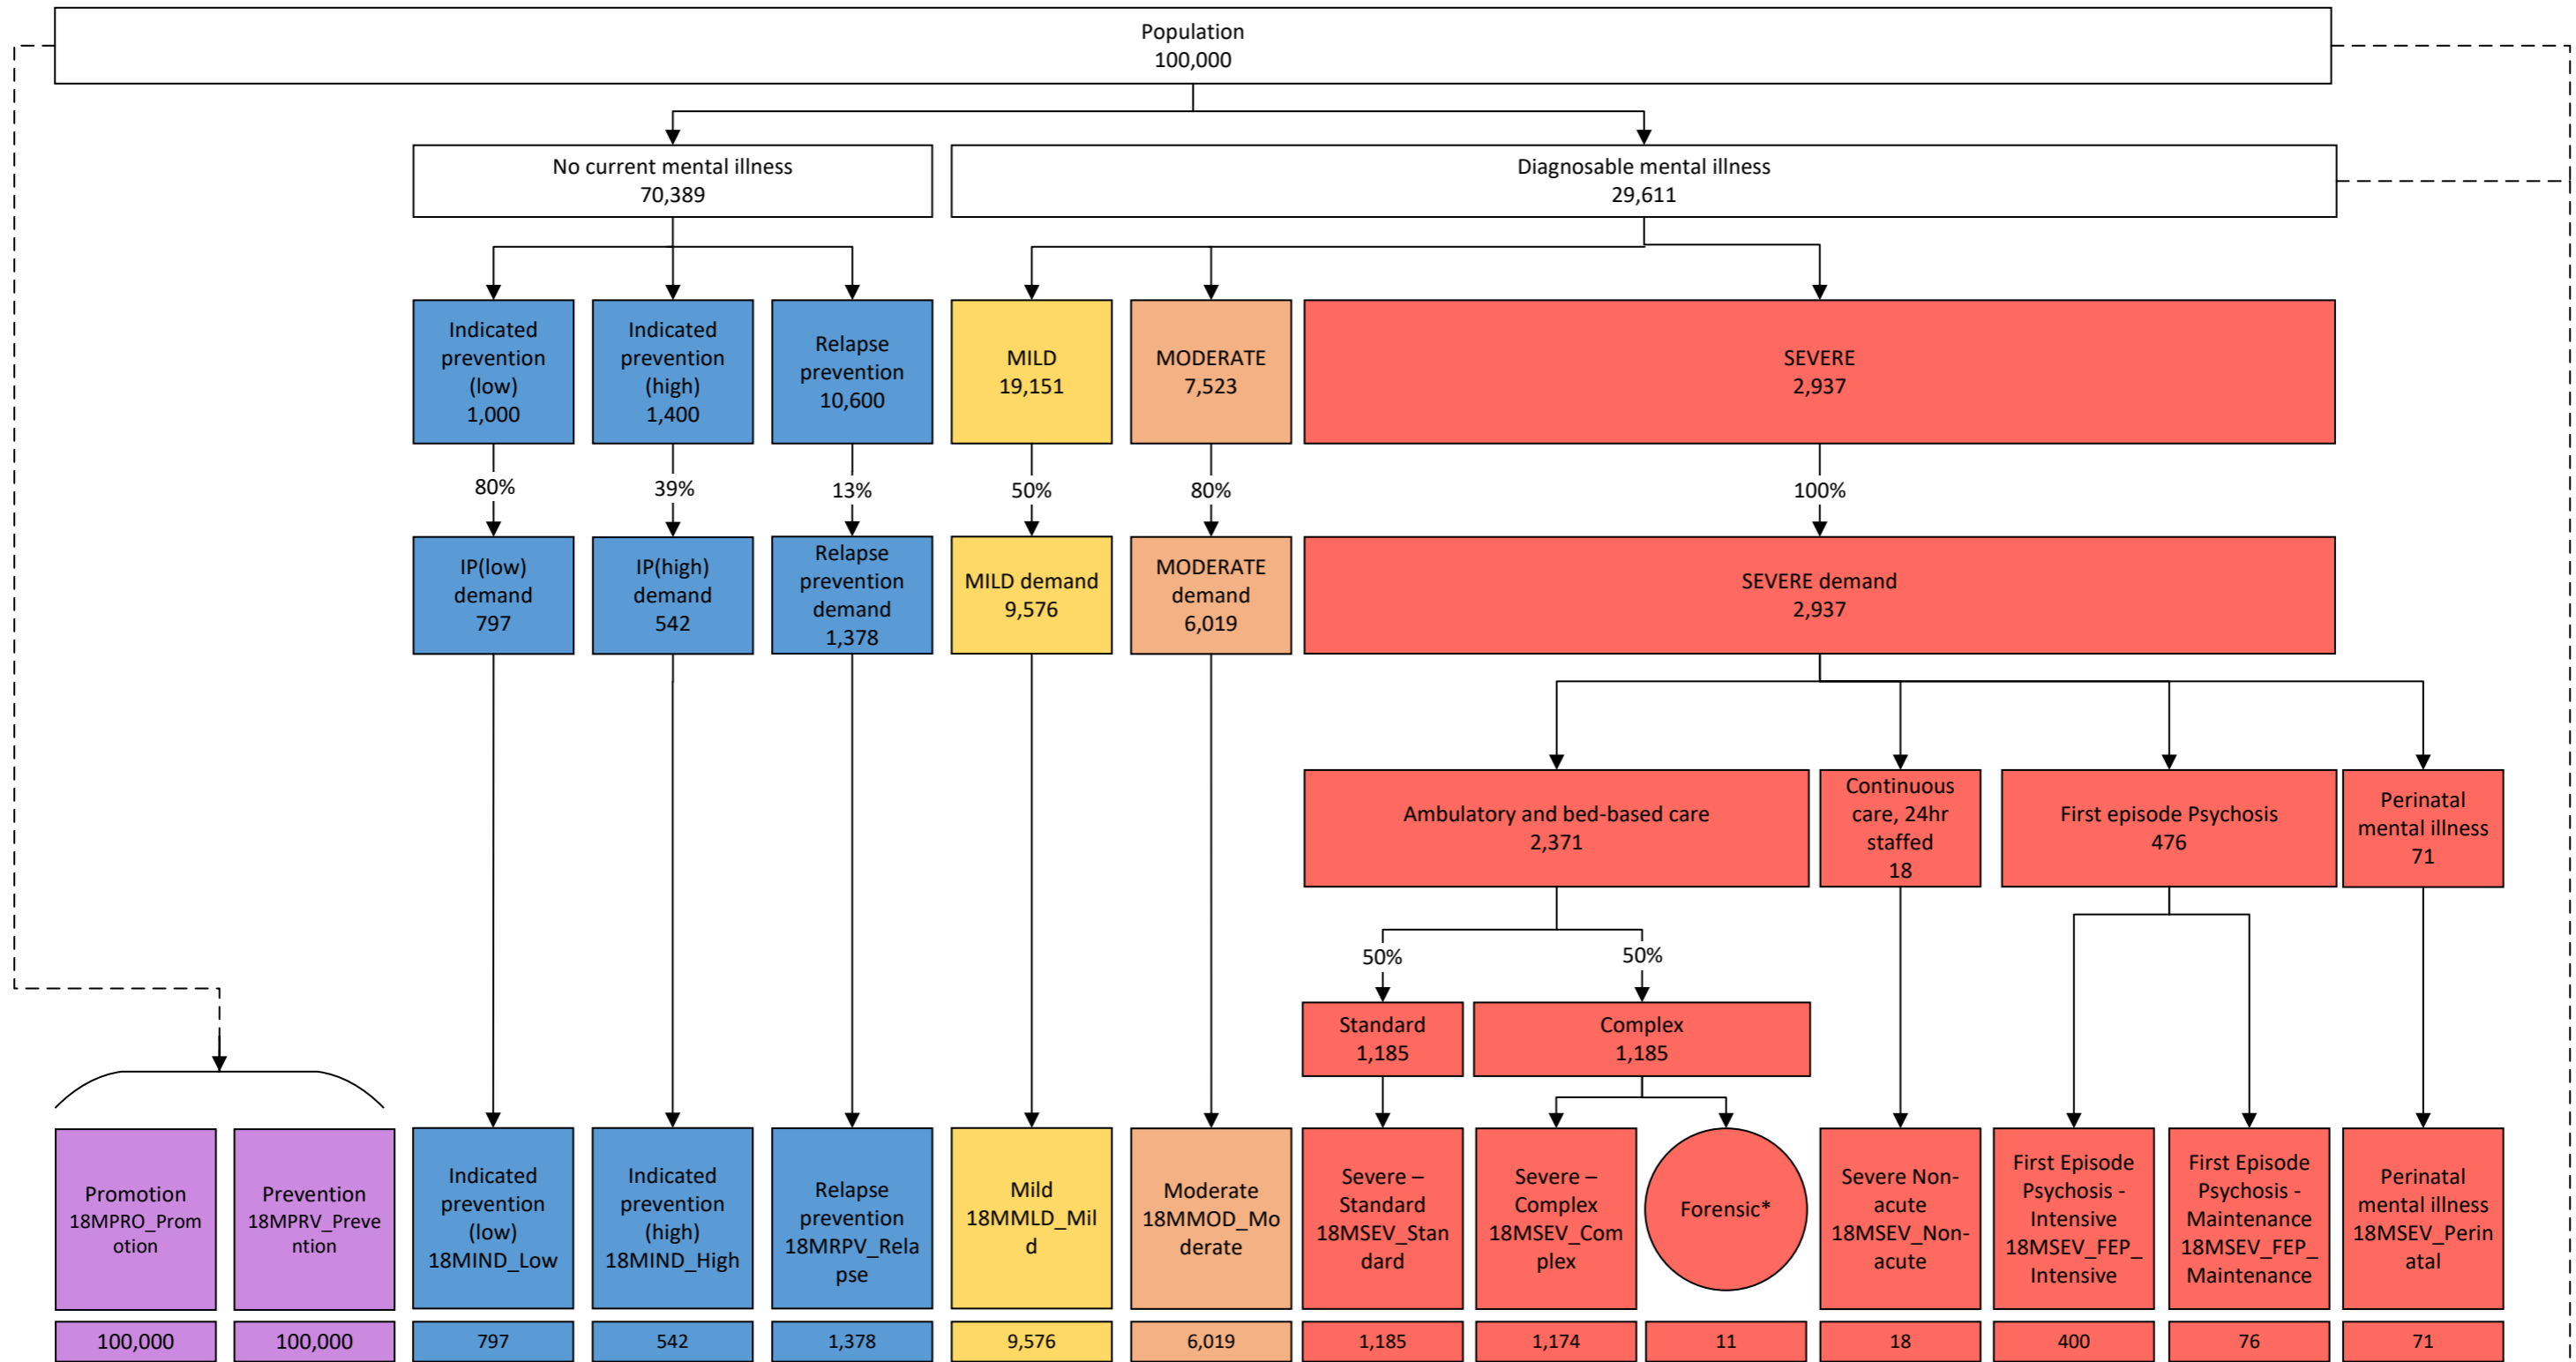 Population
100,000
No current mental illness
70,389
Diagnosable mental illness
29,611
Indicated
prevention
(low)
1,000
Indicated
prevention
(high)
1,400
Relapse
prevention
10,600
MILD
19,151
MODERATE
7,523
SEVERE
2,937
80%
39%
13%
50%
80%
100%
IP(low)
demand
797
IP(high)
demand
542
Relapse
prevention
demand
1,378
MILD demand
9,576
MODERATE
demand
6,019
SEVERE demand
2,937
Ambulatory and bed-based care
2,371
Continuous
care, 24hr
staffed
18
First episode Psychosis
476
Perinatal
mental illness
71
50%
50%
Standard
1,185
Complex
1,185
Promotion
18MPRO_Prom
otion
Prevention
18MPRV_Preve
ntion
Indicated
prevention
(low)
18MIND_Low
Indicated
prevention
(high)
18MIND_High
Relapse
prevention
18MRPV_Rela
pse
Mild
18MMLD_Mil
d
Moderate
18MMOD_Mo
derate
Severe –
Standard
18MSEV_Stan
dard
Severe –
Complex
18MSEV_Com
plex
Forensic*
Severe Non-
acute
18MSEV_Non-
acute
First Episode
Psychosis -
Intensive
18MSEV_FEP_
Intensive
First Episode
Psychosis -
Maintenance
18MSEV_FEP_
Maintenance
Perinatal
mental illness
18MSEV_Perin
atal
100,000
100,000
797
542
1,378
9,576
6,019
1,185
1,174
11
18
400
76
71